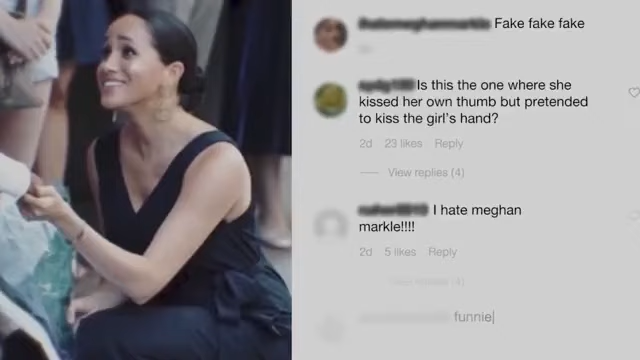 Fake fake fake
Is this the one where she
kissed her own thumb but pretended
to kiss the girl's hand?
2d 23 likes Reply
View replies (4)
I hate meghan
markle!!!!
2d 5 likes Reply
funnie